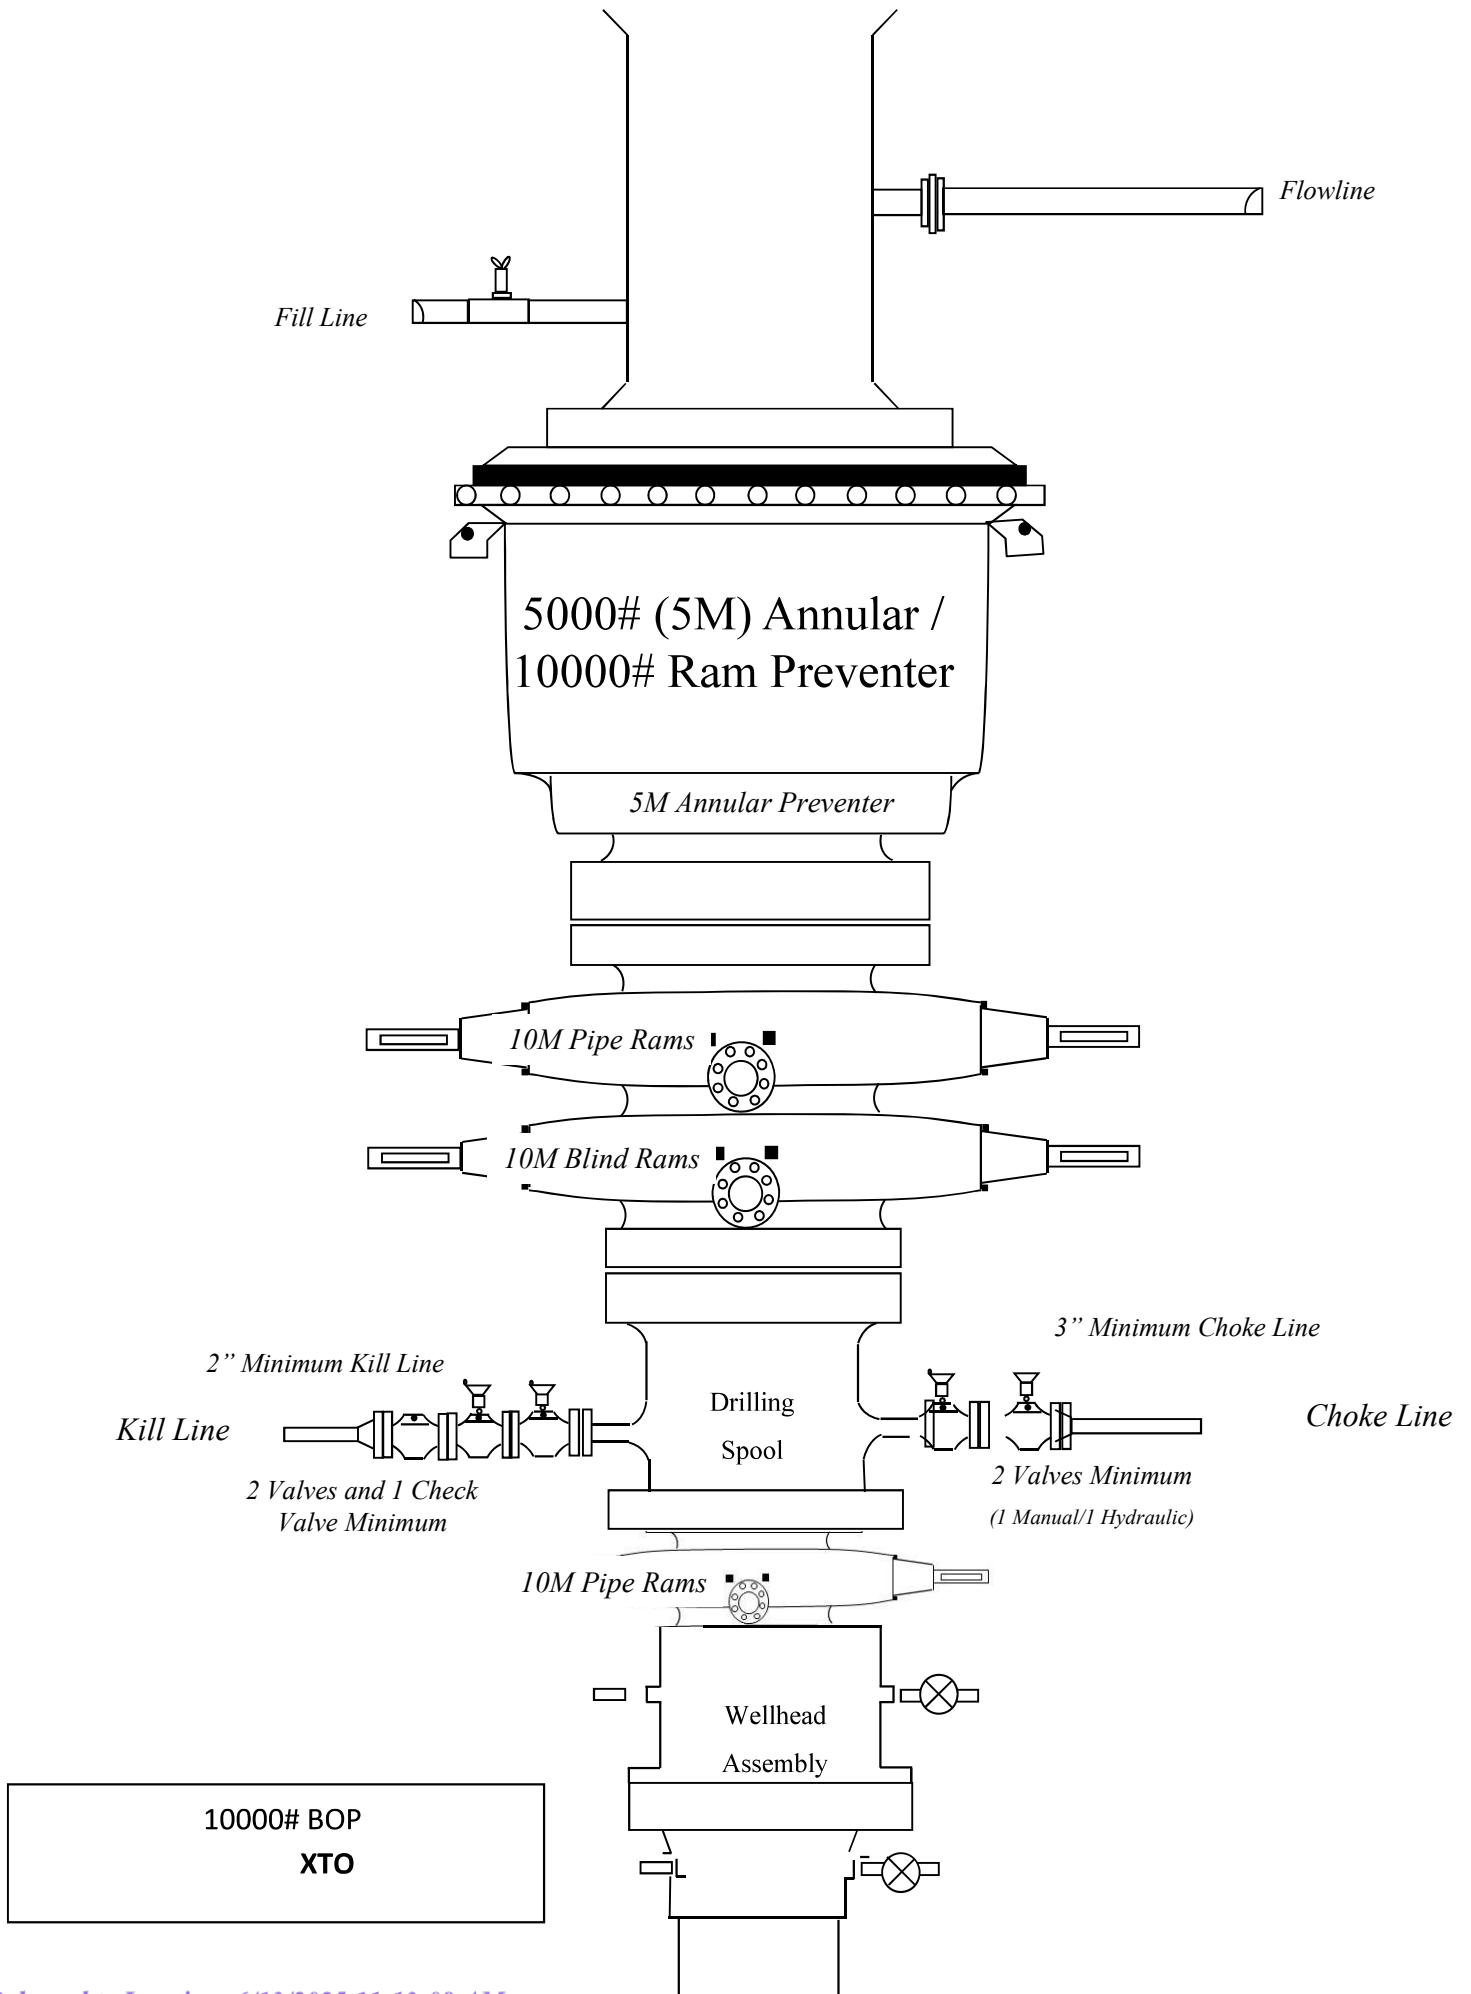 Flowline
Fill Line
5000# (5M) Annular /
10000# Ram Preventer
5M Annular Preventer
10M Pipe Rams
10M Blind Rams
3” Minimum Choke Line
2” Minimum Kill Line
Drilling
Spool
Kill Line
Choke Line
2 Valves and 1 Check
Valve Minimum
2 Valves Minimum
(1 Manual/1 Hydraulic)
10M Pipe Rams
Wellhead
Assembly
10000# BOP
XTO